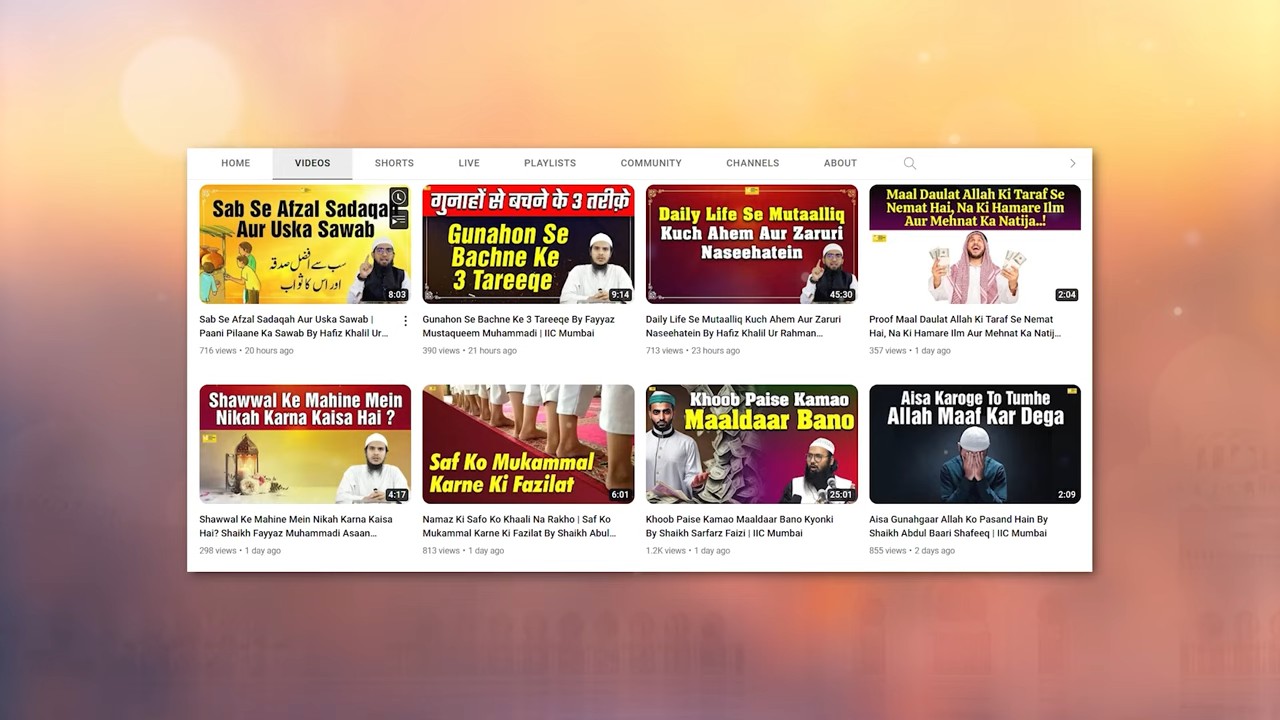 HOME VIDEOS SHORTS LIVE PLAYLISTS COMMUNITY CHANNELS ABOUT
Sab Se Afzal Sadaqa
Aur Uska Sawab
سب سے افضل صدقہ
اور اس کا ثواب
8:03
Sab Se Afzal Sadaqah Aur Uska Sawab |
Paani Pilaane Ka Sawab By Hafiz Khalil Ur...
716 views • 20 hours ago
गुनाहों से बचने के 3 तरीक़े
Gunahon Se
Bachne Ke
3 Tareeqe
9:14
Gunahon Se Bachne Ke 3 Tareeqe By Fayyaz
Mustaqueem Muhammadi | IIC Mumbai
390 views • 21 hours ago
Daily Life Se Mutaalliq
Kuch Ahem Aur Zaruri
Naseehatein
45:30
Daily Life Se Mutaalliq Kuch Ahem Aur Zaruri
Naseehatein By Hafiz Khalil Ur Rahman...
713 views • 23 hours ago
Maal Daulat Allah Ki Taraf Se
Nemat Hai, Na Ki Hamare Ilm
Aur Mehnat Ka Natija..!
2:04
Proof Maal Daulat Allah Ki Taraf Se Nemat
Hai, Na Ki Hamare Ilm Aur Mehnat Ka Natij...
357 views • 1 day ago
Shawwal Ke Mahine Mein
Nikah Karna Kaisa Hai ?
4:17
Shawwal Ke Mahine Mein Nikah Karna Kaisa
Hai? Shaikh Fayyaz Muhammadi Asaan...
298 views • 1 day ago
Saf Ko Mukammal
Karne Ki Fazilat
6:01
Namaz Ki Safo Ko Khaali Na Rakho | Saf Ko
Mukammal Karne Ki Fazilat By Shaikh Abul...
813 views • 1 day ago
Khoob Paise Kamao
Maaldaar Bano
25:01
Khoob Paise Kamao Maaldaar Bano Kyonki
By Shaikh Sarfarz Faizi | IIC Mumbai
1.2K views • 1 day ago
Aisa Karoge To Tumhe
Allah Maaf Kar Dega
2:09
Aisa Gunahgaar Allah Ko Pasand Hain By
Shaikh Abdul Baari Shafeeq | IIC Mumbai
855 views • 2 days ago